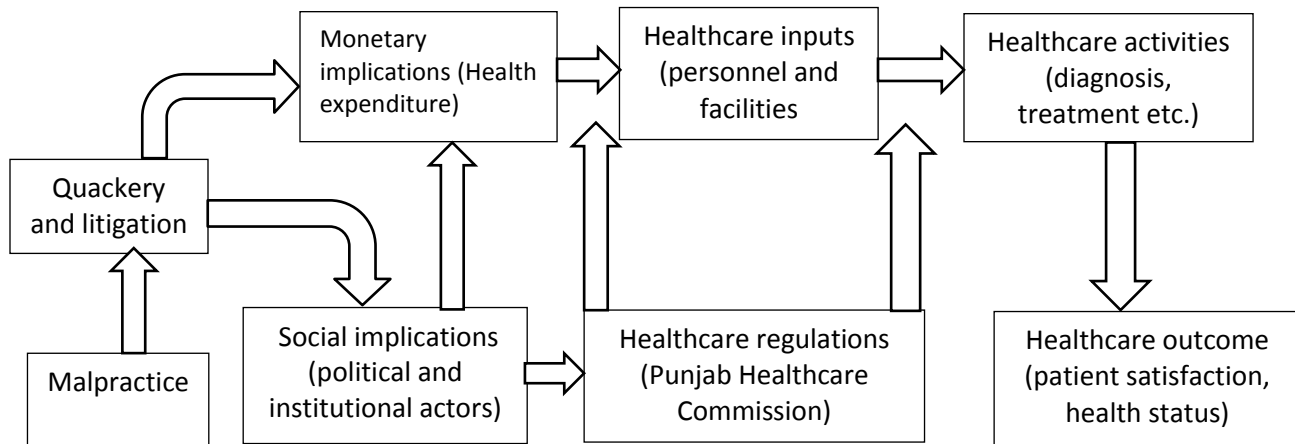 Monetary
implications (Health
expenditure)
Healthcare inputs
(personnel and
facilities
Healthcare activities
(diagnosis,
treatment etc.)
Quackery
and litigation
Social implications
(political and
institutional actors)
Healthcare regulations
(Punjab Healthcare
Commission)
Healthcare outcome
(patient satisfaction,
health status)
Malpractice